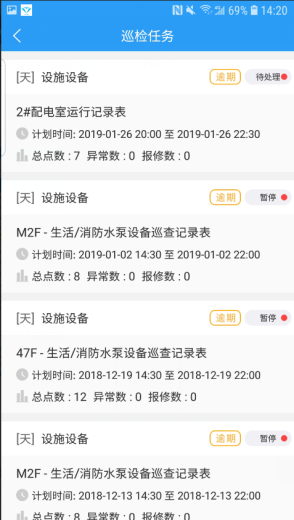 69% 14:20
巡检任务
[天] 设施设备 逾期 待处理
2#配电室运行记录表
计划时间: 2019-01-26 20:00 至 2019-01-26 22:30
总点数 : 7 异常数 : 0 报修数 : 0
[天] 设施设备 逾期 暂停
M2F - 生活/消防水泵设备巡查记录表
计划时间: 2019-01-02 14:30 至 2019-01-02 22:00
总点数 : 8 异常数 : 0 报修数 : 0
[天] 设施设备 逾期 暂停
47F - 生活/消防水泵设备巡查记录表
计划时间: 2018-12-19 14:30 至 2018-12-19 22:00
总点数 : 12 异常数 : 0 报修数 : 0
[天] 设施设备 逾期 暂停
M2F - 生活/消防水泵设备巡查记录表
计划时间: 2018-12-13 14:30 至 2018-12-13 22:00
总点数 : 8 异常数 : 0 报修数 : 0